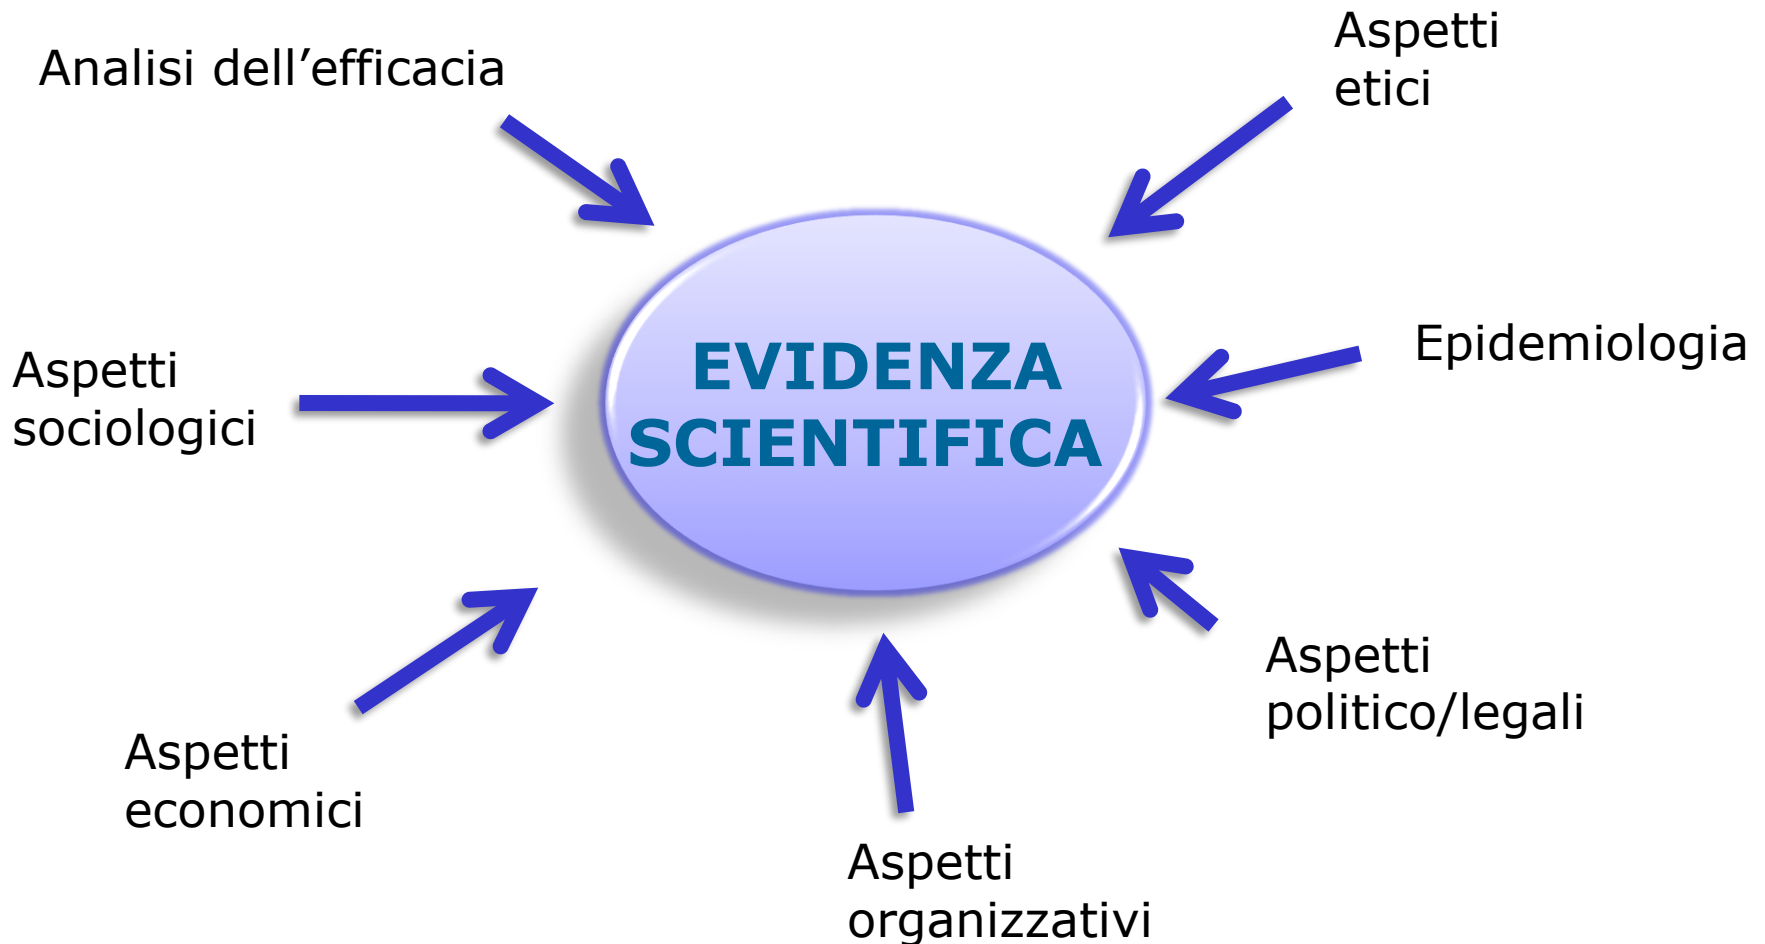 Analisi dell’efficacia
Aspetti
etici
Aspetti
sociologici
EVIDENZA
SCIENTIFICA
Epidemiologia
Aspetti
economici
Aspetti
organizzativi
Aspetti
politico/legali